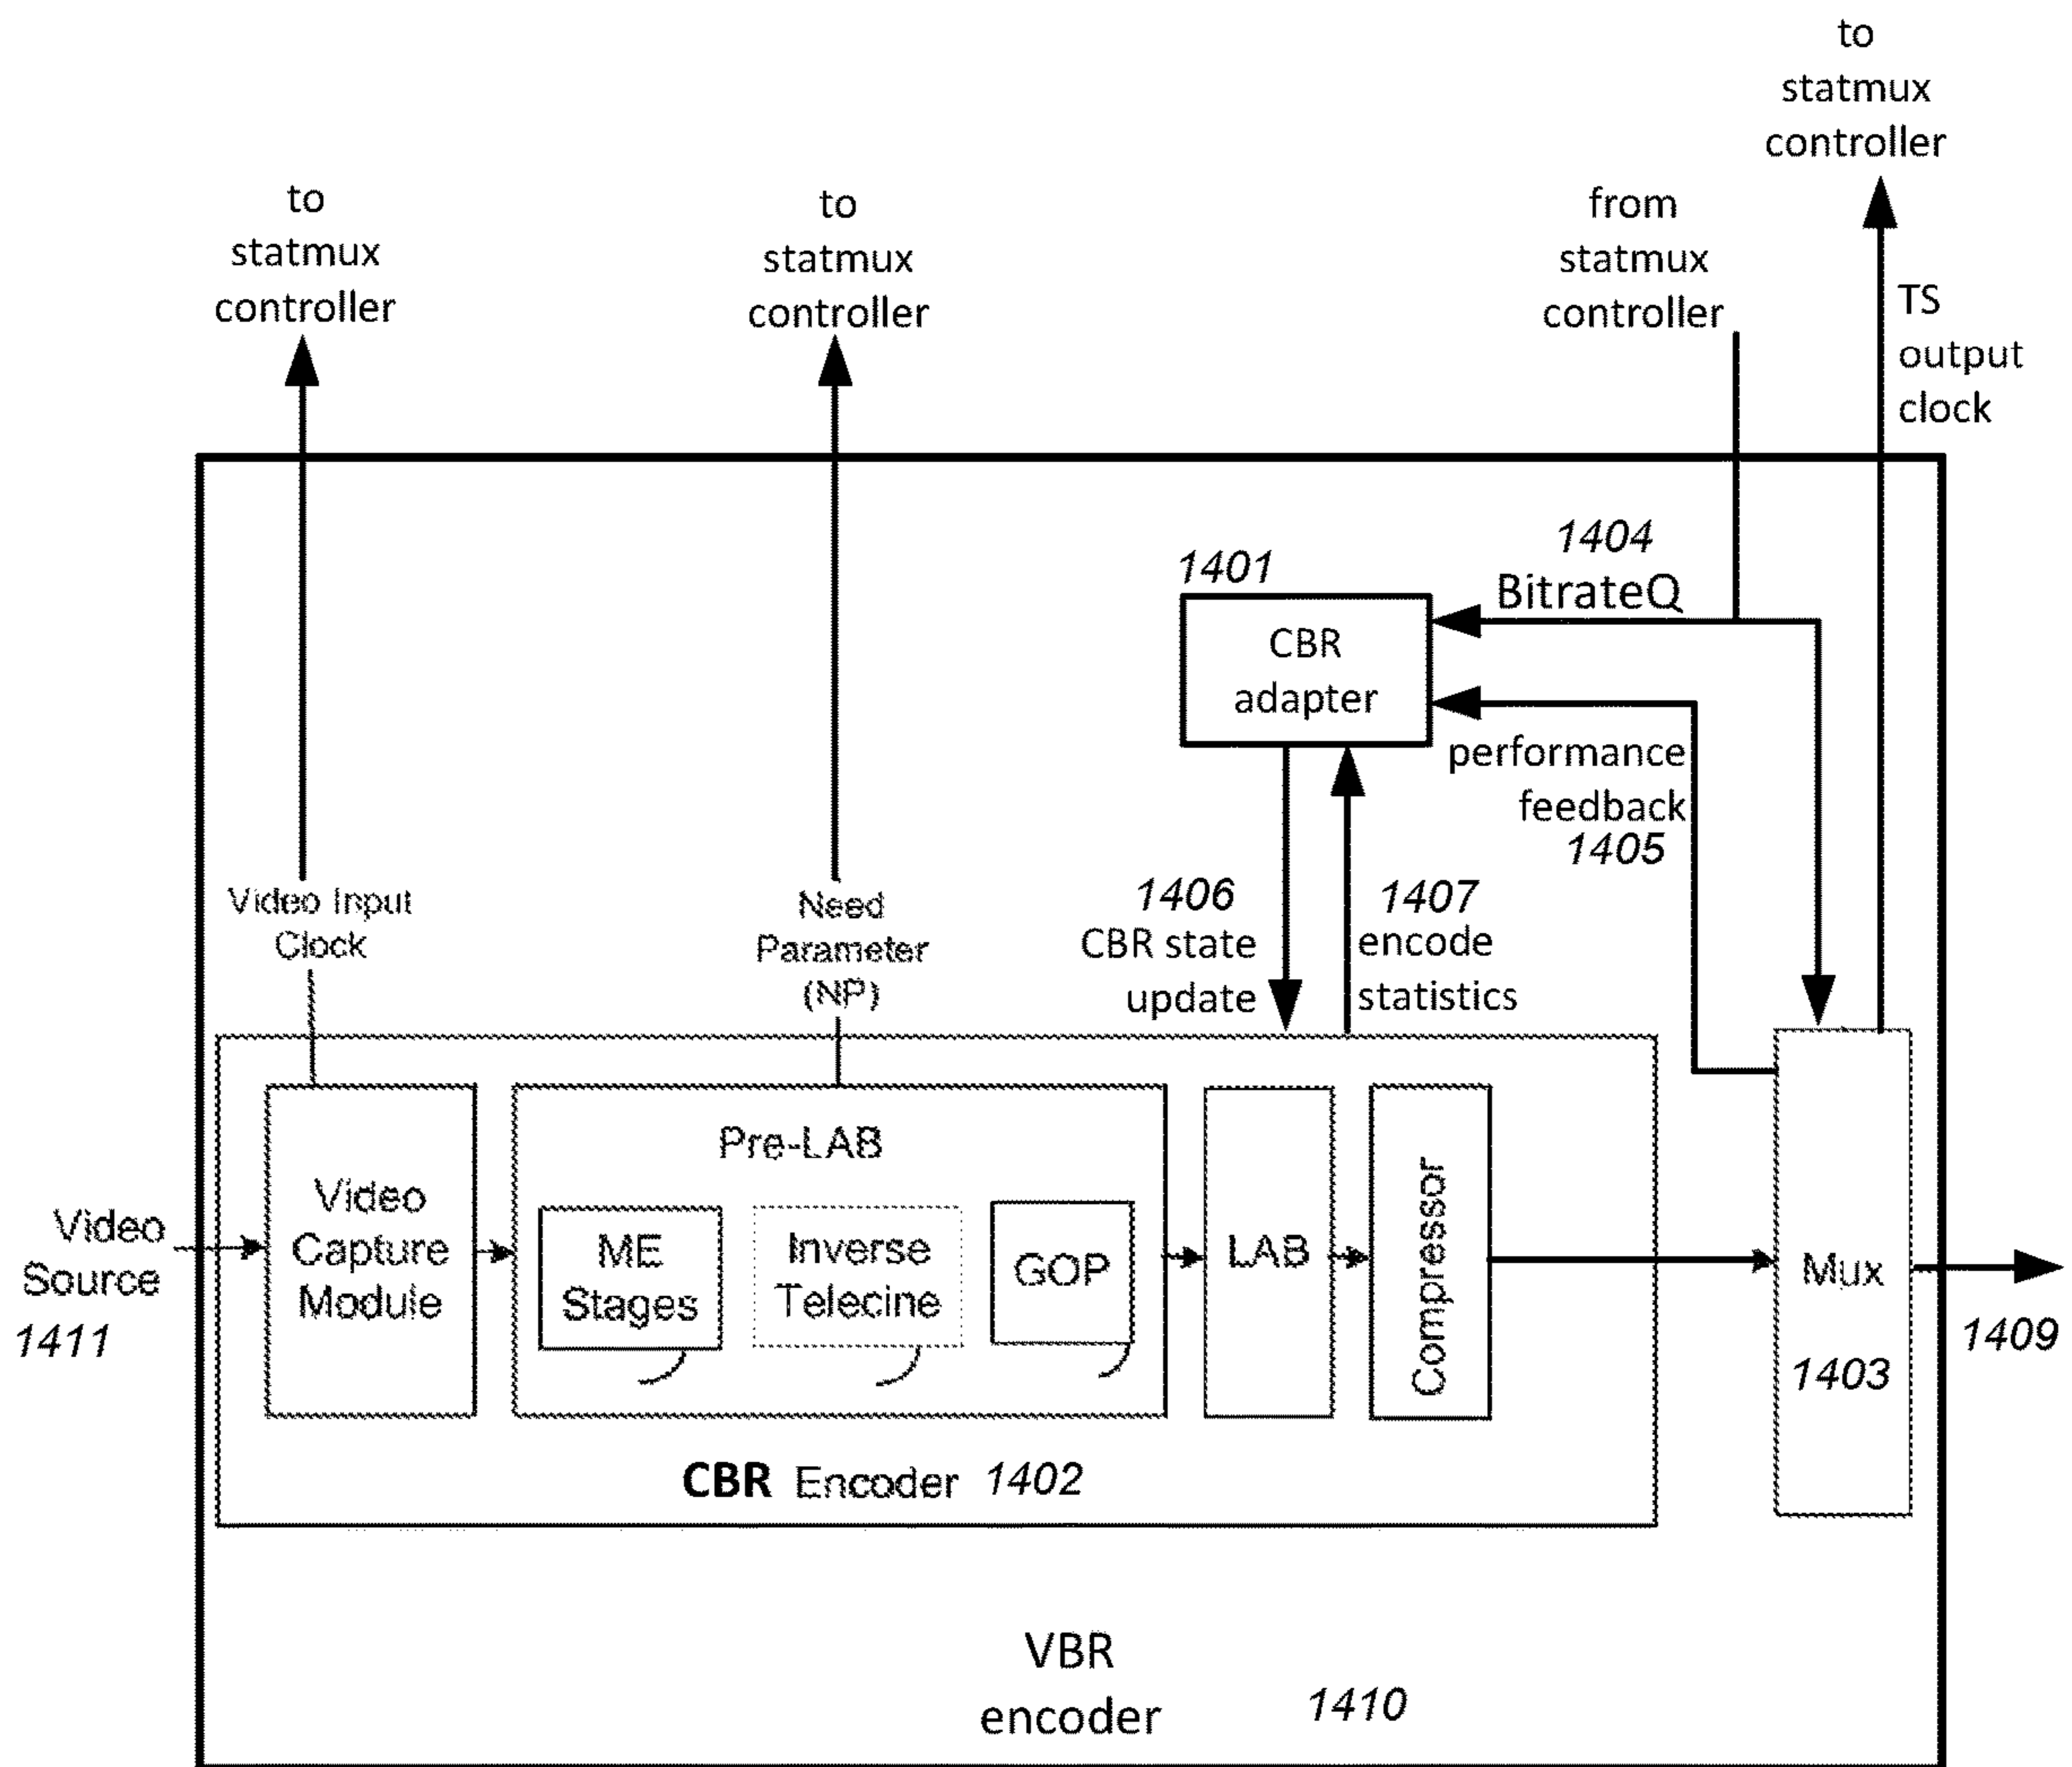 to
statmux
controller
to
statmux
controller
to
statmux
controller
from
statmux
controller
TS
output
clock
1404
BitrateQ
1401
CBR
adapter
performance
feedback
1405
1406
CBR state
update
1407
encode
statistics
Video Input
Clock
Need
Parameter
(NP)
Video
Source
1411
Video
Capture
Module
Pre-LAB
ME
Stages
Inverse
Telecine
GOP
LAB
Compressor
Mux
1403
1409
CBR Encoder 1402
VBR
encoder 1410